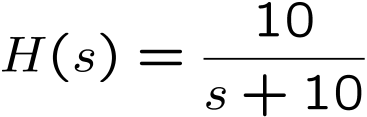 H(s) = 10 / (s + 10)